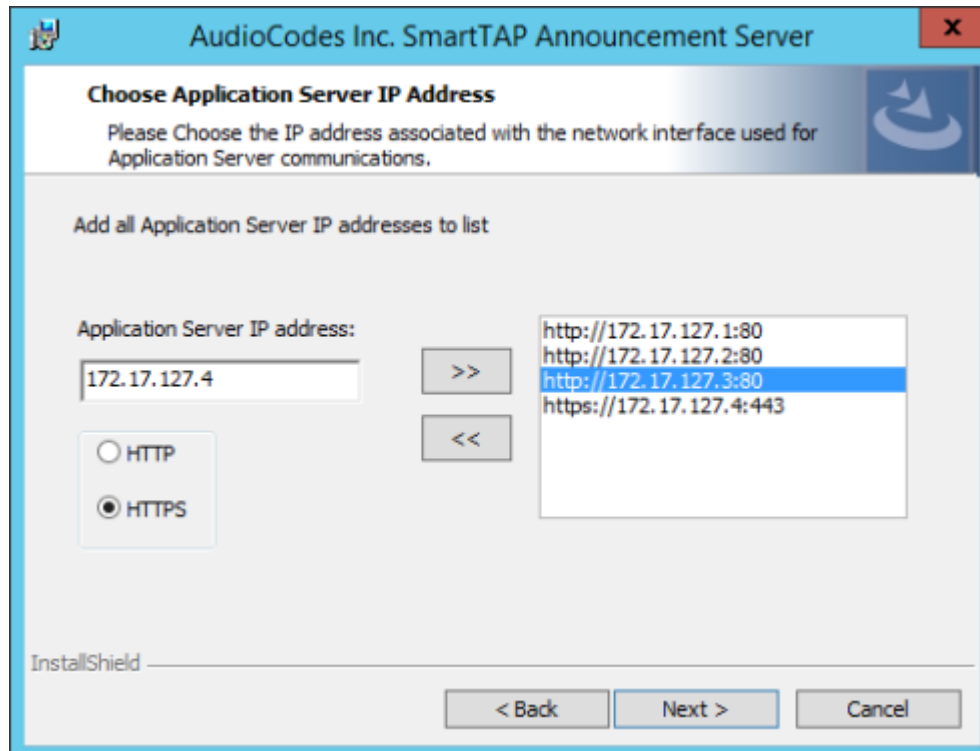 AudioCodes Inc. SmartTAP Announcement Server
x
Choose Application Server IP Address
Please Choose the IP address associated with the network interface used for
Application Server communications.
Add all Application Server IP addresses to list
Application Server IP address:
172.17.127.4
HTTP
HTTPS
>>
<<
http://172.17.127.1:80
http://172.17.127.2:80
http://172.17.127.3:80
https://172.17.127.4:443
InstallShield
< Back
Next >
Cancel